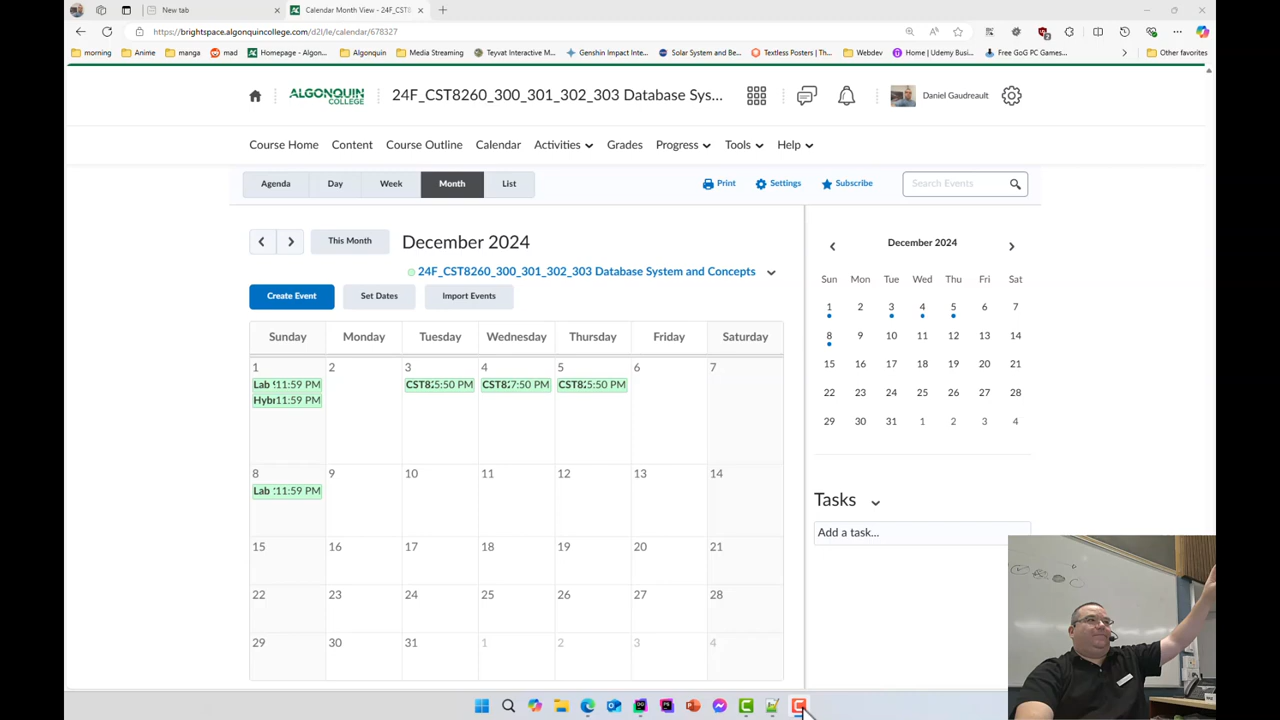 New tab
Calendar Month View - 24F_CST8
https://brightspace.algonquincollege.com/d2l/le/calendar/678327
morning Anime manga mad Homepage - Algon... Algonquin Media Streaming Teyvat Interactive M... Genshin Impact Inte... Solar System and Be... Textless Posters | Th... Webdev Home | Udemy Busi... Free GoG PC Games... Other favorites
ALGONQUIN COLLEGE 24F_CST8260_300_301_302_303 Database Sys... Daniel Gaudreault
Course Home Content Course Outline Calendar Activities Grades Progress Tools Help
Agenda Day Week Month List Print Settings Subscribe Search Events
This Month December 2024
24F_CST8260_300_301_302_303 Database System and Concepts
Create Event Set Dates Import Events
Sunday Monday Tuesday Wednesday Thursday Friday Saturday
1 2 3 4 5 6 7
Lab 11:59 PM CST8 5:50 PM CST8 7:50 PM CST8 5:50 PM
Hybr 11:59 PM
8 9 10 11 12 13 14
Lab 11:59 PM
15 16 17 18 19 20 21
22 23 24 25 26 27 28
29 30 31 1 2 3 4
December 2024
Sun Mon Tue Wed Thu Fri Sat
1 2 3 4 5 6 7
8 9 10 11 12 13 14
15 16 17 18 19 20 21
22 23 24 25 26 27 28
29 30 31 1 2 3 4
Tasks
Add a task...